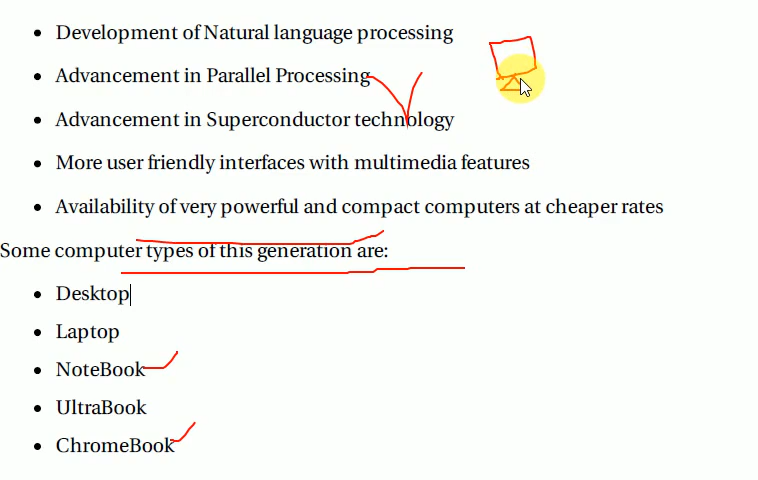 • Development of Natural language processing
• Advancement in Parallel Processing
• Advancement in Superconductor technology
• More user friendly interfaces with multimedia features
• Availability of very powerful and compact computers at cheaper rates
Some computer types of this generation are:
• Desktop
• Laptop
• NoteBook
• UltraBook
• ChromeBook